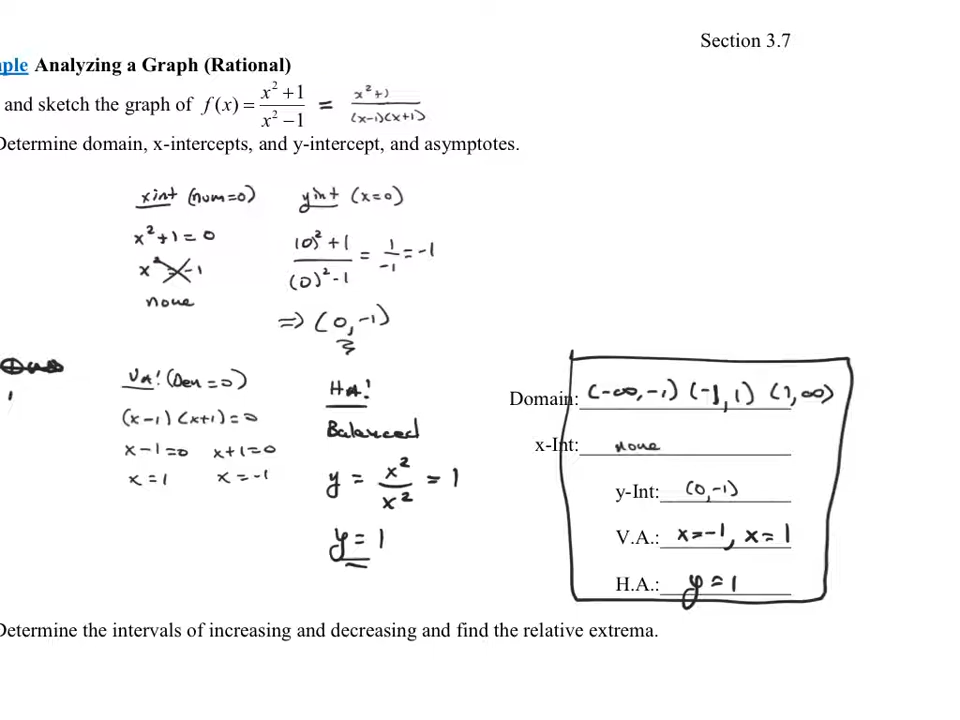 Section 3.7
ple Analyzing a Graph (Rational)
and sketch the graph of f(x) = (x² + 1)/(x² − 1) = (x²+1)/((x-1)(x+1))
Determine domain, x-intercepts, and y-intercept, and asymptotes.
xint (num=0)
x²+1=0
x²=-1
none
yint (x=0)
((0)²+1)/((0)²-1) = 1/-1 = -1
⇒ (0,-1)
VA: (Den=0)
(x-1)(x+1)=0
x-1=0 x+1=0
x=1 x=-1
HA:
Balanced
y = x²/x² = 1
y=1
Domain: (-∞,-1) (-1,1) (1,∞)
x-Int: none
y-Int: (0,-1)
V.A.: x=-1, x=1
H.A.: y=1
Determine the intervals of increasing and decreasing and find the relative extrema.